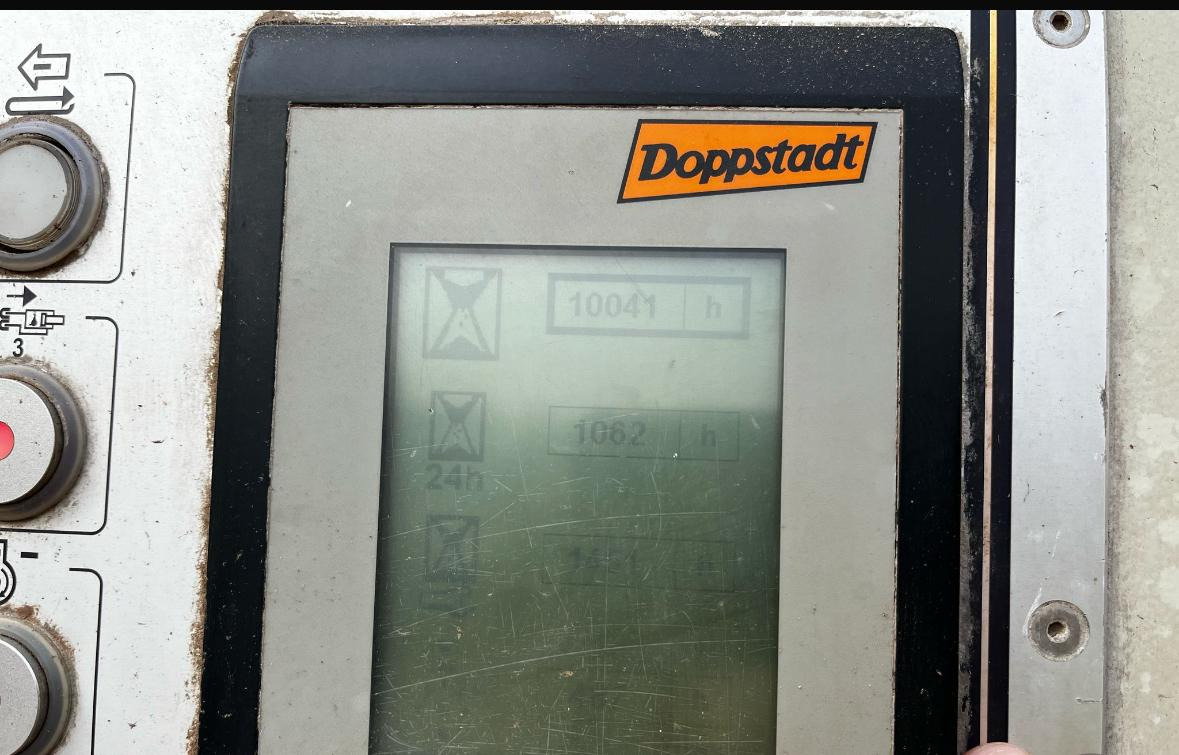 Doppstadt
10041 h
1062 h
24h
3